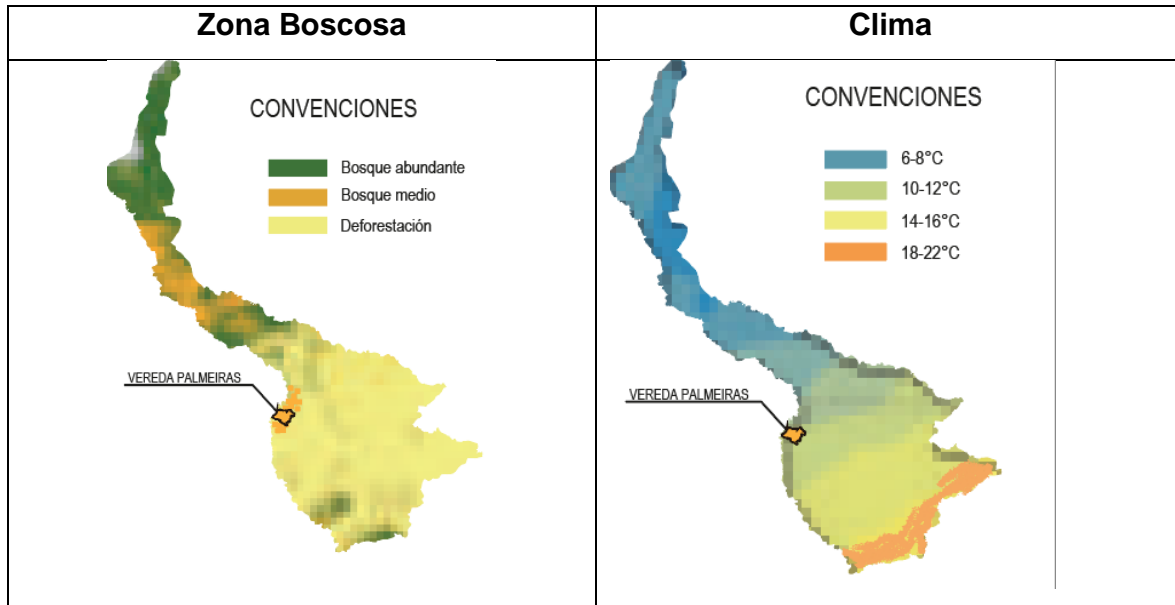 Zona Boscosa
Clima
CONVENCIONES
Bosque abundante
Bosque medio
Deforestación
VEREDA PALMEIRAS
CONVENCIONES
6-8°C
10-12°C
14-16°C
18-22°C
VEREDA PALMEIRAS